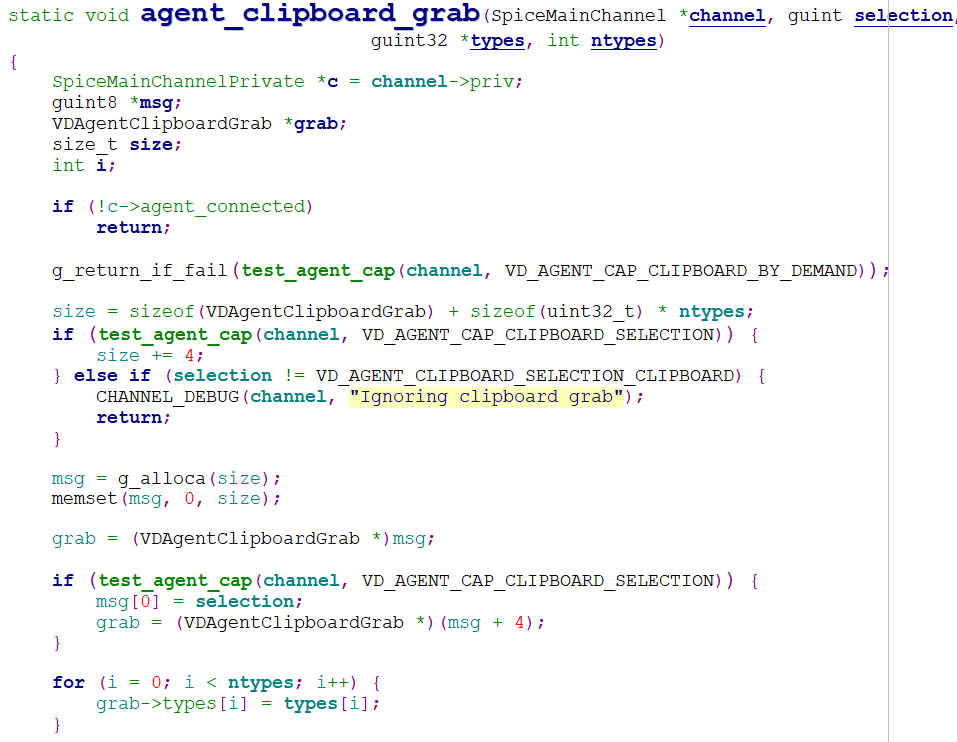 static void agent_clipboard_grab(SpiceMainChannel *channel, guint selection,
                                 guint32 *types, int ntypes)
{
    SpiceMainChannelPrivate *c = channel->priv;
    guint8 *msg;
    VDAgentClipboardGrab *grab;
    size_t size;
    int i;

    if (!c->agent_connected)
        return;

    g_return_if_fail(test_agent_cap(channel, VD_AGENT_CAP_CLIPBOARD_BY_DEMAND));

    size = sizeof(VDAgentClipboardGrab) + sizeof(uint32_t) * ntypes;
    if (test_agent_cap(channel, VD_AGENT_CAP_CLIPBOARD_SELECTION)) {
        size += 4;
    } else if (selection != VD_AGENT_CLIPBOARD_SELECTION_CLIPBOARD) {
        CHANNEL_DEBUG(channel, "Ignoring clipboard grab");
        return;
    }

    msg = g_alloca(size);
    memset(msg, 0, size);

    grab = (VDAgentClipboardGrab *)msg;

    if (test_agent_cap(channel, VD_AGENT_CAP_CLIPBOARD_SELECTION)) {
        msg[0] = selection;
        grab = (VDAgentClipboardGrab *)(msg + 4);
    }

    for (i = 0; i < ntypes; i++) {
        grab->types[i] = types[i];
    }